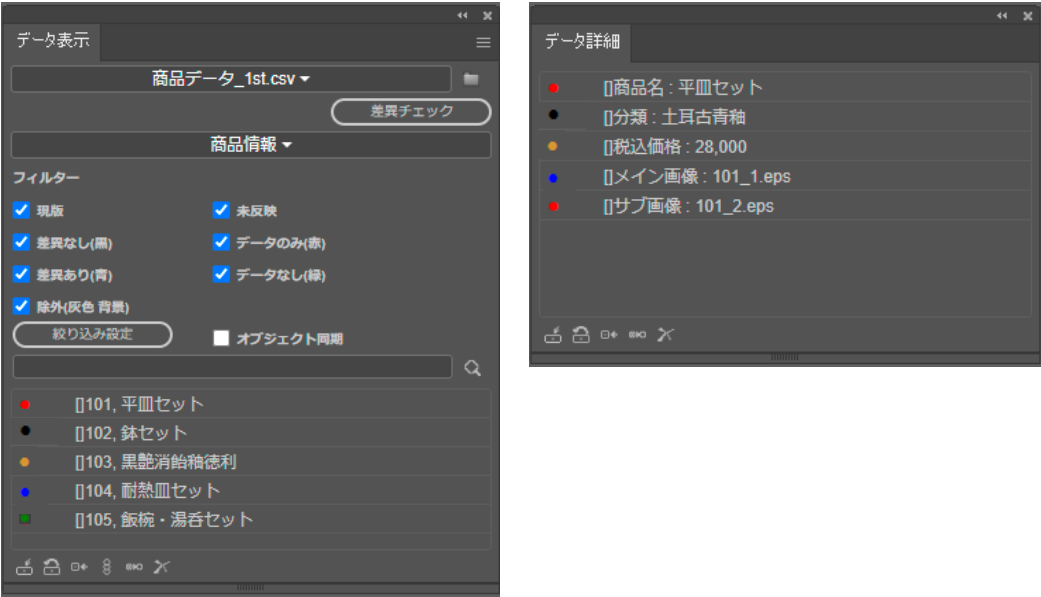 データ表示
商品データ_1st.csv
差異チェック
商品情報
フィルター
現版
未反映
差異なし(黒)
データのみ(赤)
差異あり(青)
データなし(緑)
除外(灰色 背景)
絞り込み設定
オブジェクト同期
[]101, 平皿セット
[]102, 鉢セット
[]103, 黒艶消飴釉徳利
[]104, 耐熱皿セット
[]105, 飯椀・湯呑セット
データ詳細
[]商品名 : 平皿セット
[]分類 : 土耳古青釉
[]税込価格 : 28,000
[]メイン画像 : 101_1.eps
[]サブ画像 : 101_2.eps